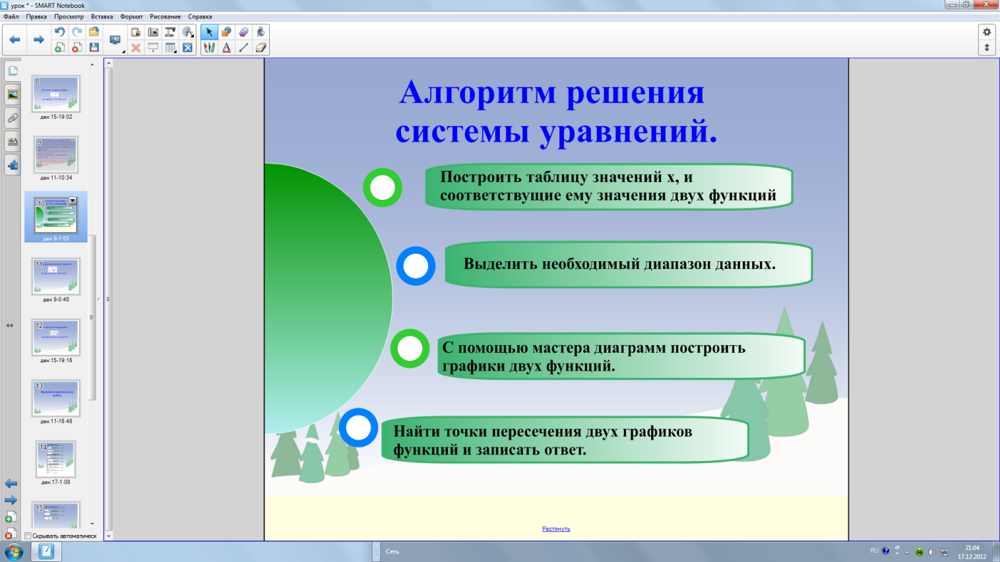 урок * - SMART Notebook
Файл Правка Просмотр Вставка Формат Рисование Справка
8
дек 15-19:02
9
дек 11-10:34
10
дек 9-1:03
11
дек 9-0:48
12
дек 15-19:16
13
дек 11-16:46
14
дек 17-1:06
15
Скрывать автоматическ
Алгоритм решения
системы уравнений.
Построить таблицу значений х, и
соответствущие ему значения двух функций
Выделить необходимый диапазон данных.
С помощью мастера диаграмм построить
графики двух функций.
Найти точки пересечения двух графиков
функций и записать ответ.
Растянуть
Сеть
RU
21:04
17.12.2012